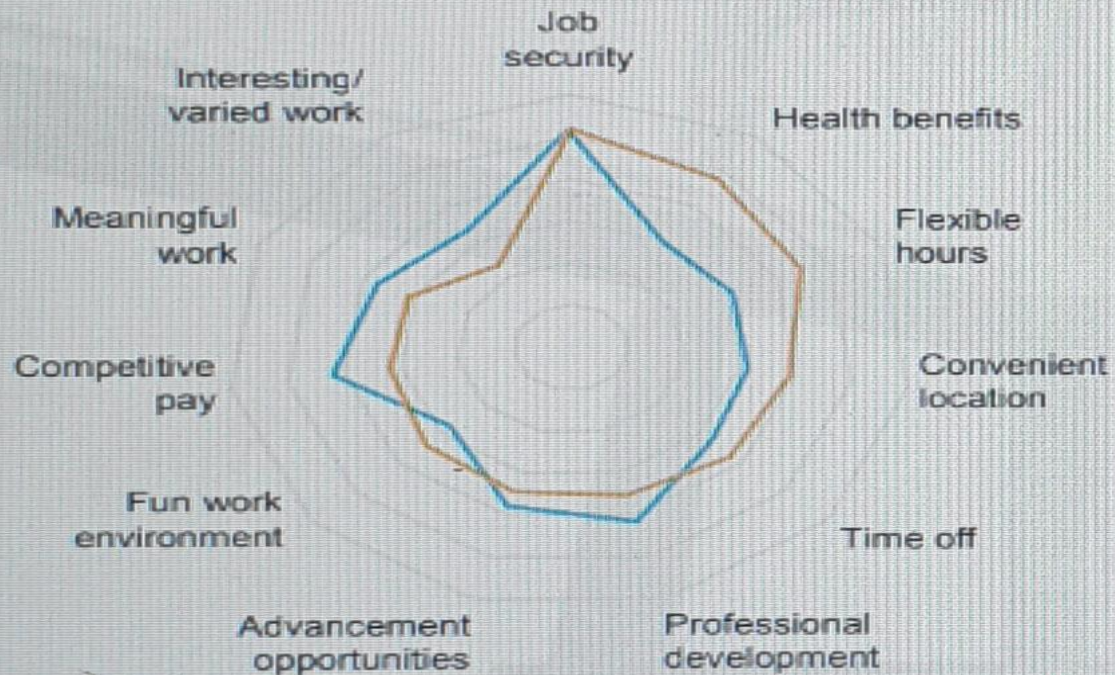 Job
security
Health benefits
Flexible
hours
Convenient
location
Time off
Professional
development
Advancement
opportunities
Fun work
environment
Competitive
pay
Meaningful
work
Interesting/
varied work